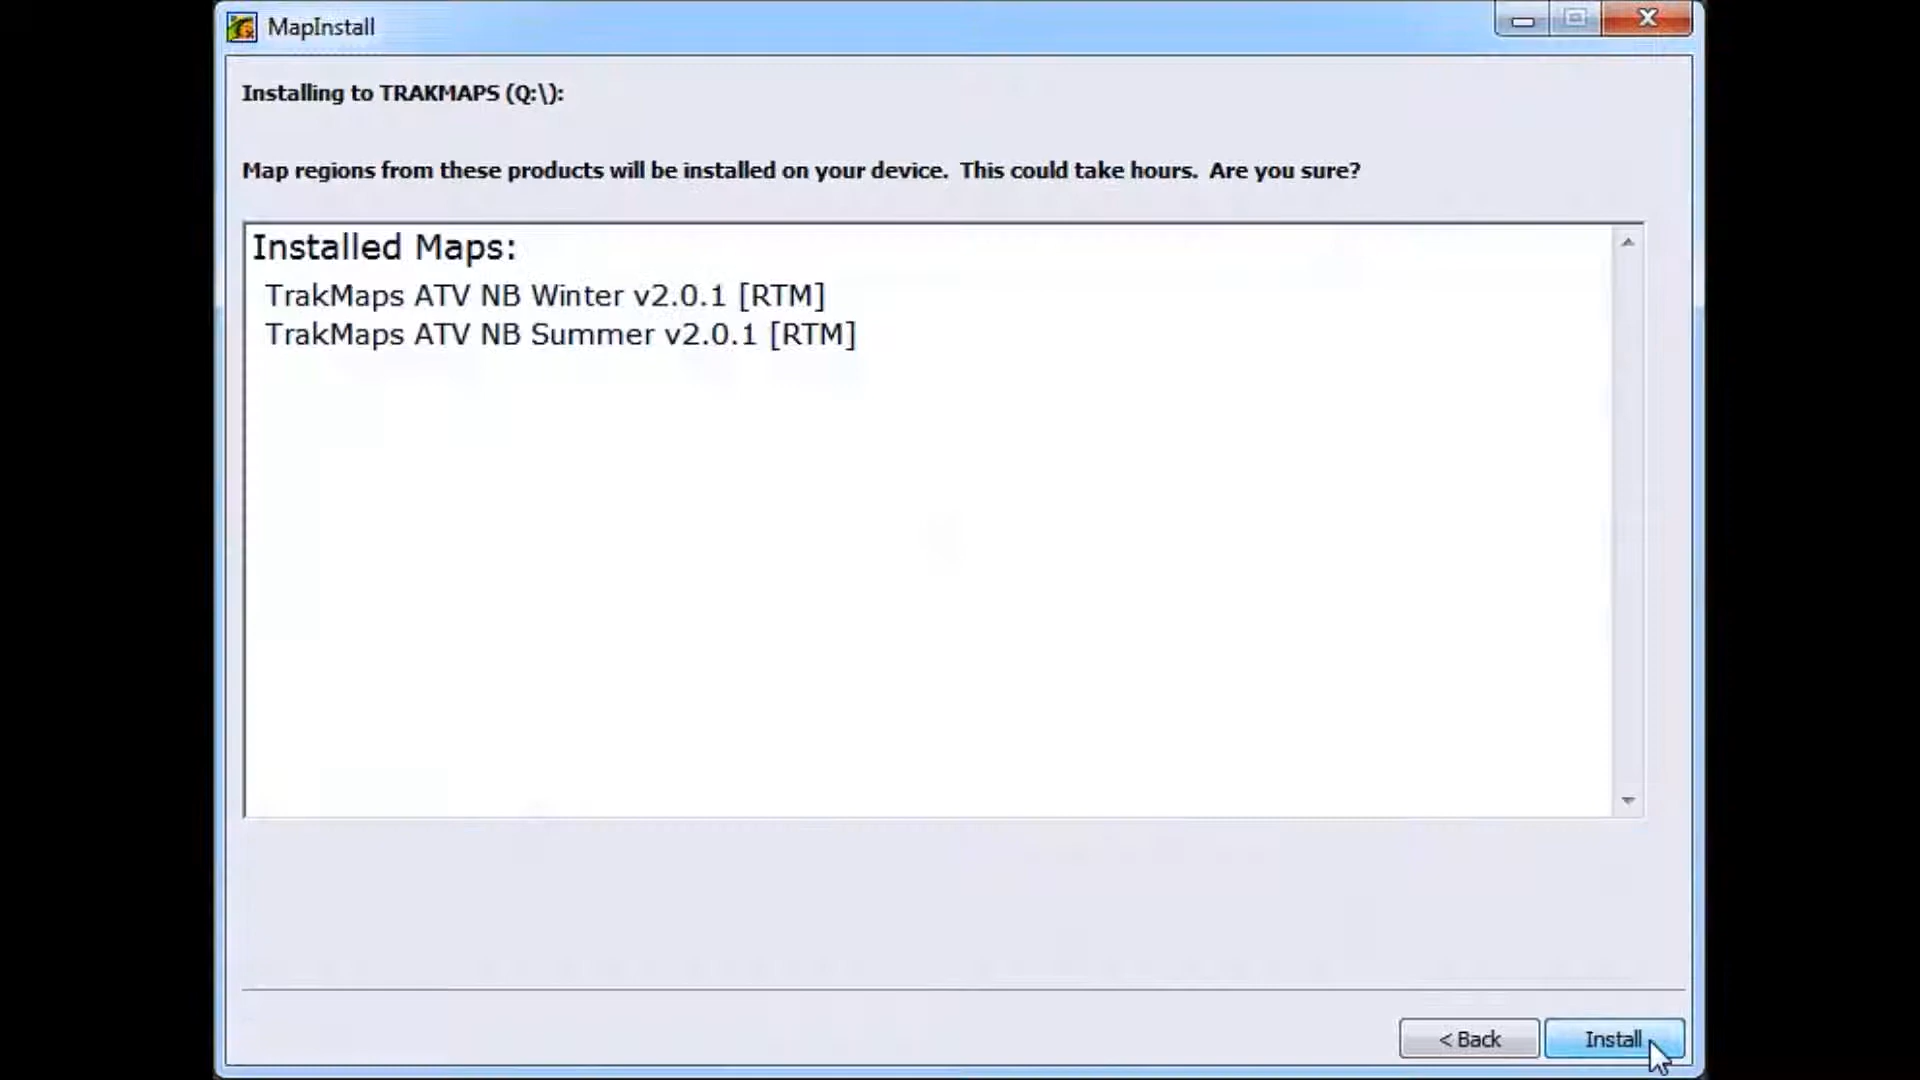 MapInstall
Installing to TRAKMAPS (Q:\):
Map regions from these products will be installed on your device.  This could take hours.  Are you sure?
Installed Maps:
TrakMaps ATV NB Winter v2.0.1 [RTM]
TrakMaps ATV NB Summer v2.0.1 [RTM]
< Back
Install